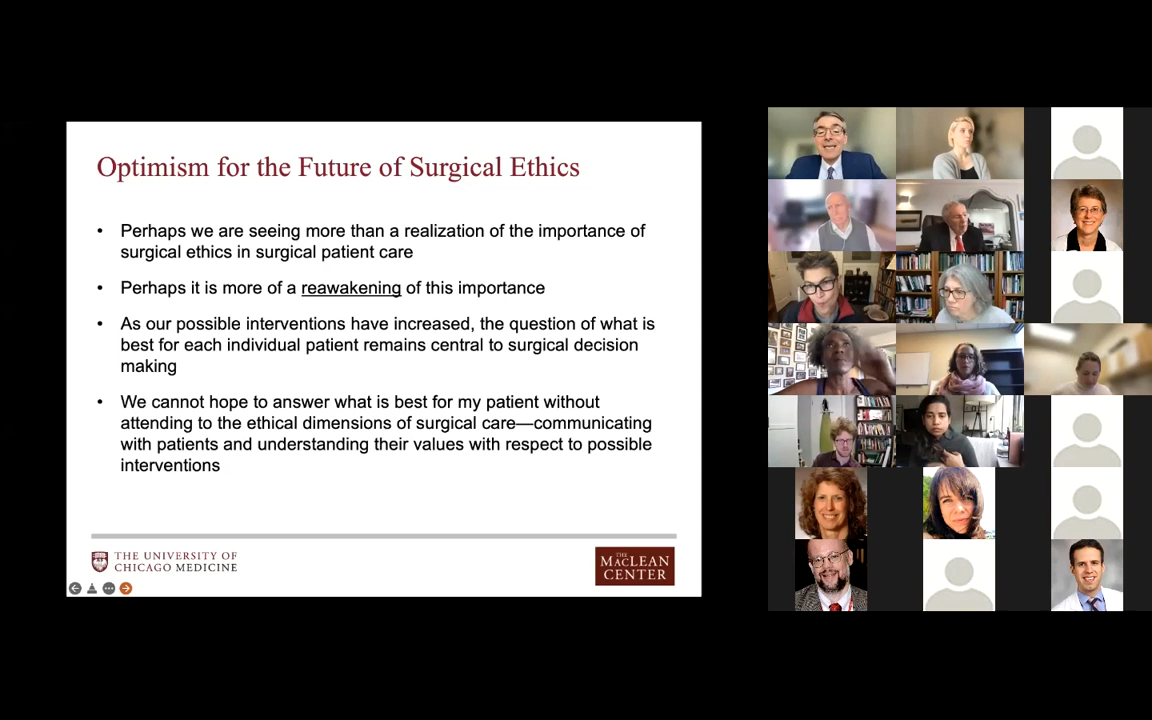 Optimism for the Future of Surgical Ethics
• Perhaps we are seeing more than a realization of the importance of
surgical ethics in surgical patient care
• Perhaps it is more of a reawakening of this importance
• As our possible interventions have increased, the question of what is
best for each individual patient remains central to surgical decision
making
• We cannot hope to answer what is best for my patient without
attending to the ethical dimensions of surgical care—communicating
with patients and understanding their values with respect to possible
interventions
THE UNIVERSITY OF
CHICAGO MEDICINE
THE
MACLEAN
CENTER